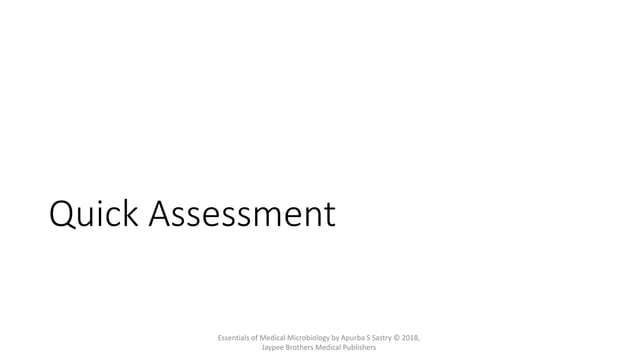 Quick Assessment
Essentials of Medical Microbiology by Apurba S Sastry © 2018,
Jaypee Brothers Medical Publishers